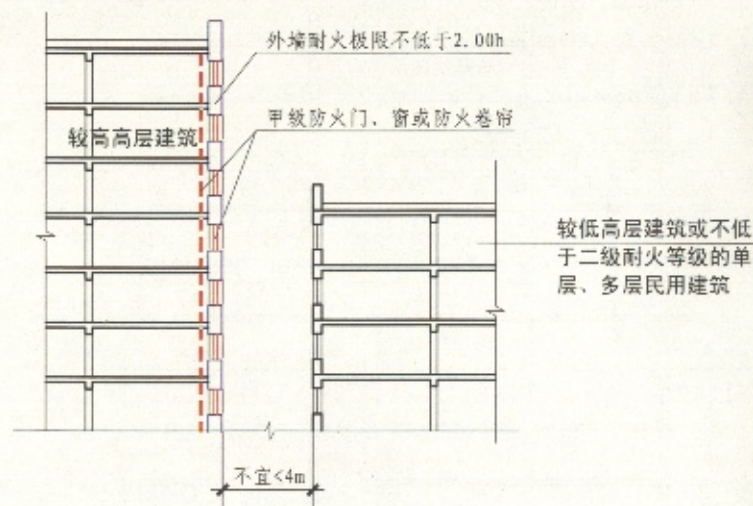 外墙耐火极限不低于2.00h
甲级防火门、窗或防火卷帘
较高高层建筑
较低高层建筑或不低
于二级耐火等级的单
层、多层民用建筑
不宜<4m